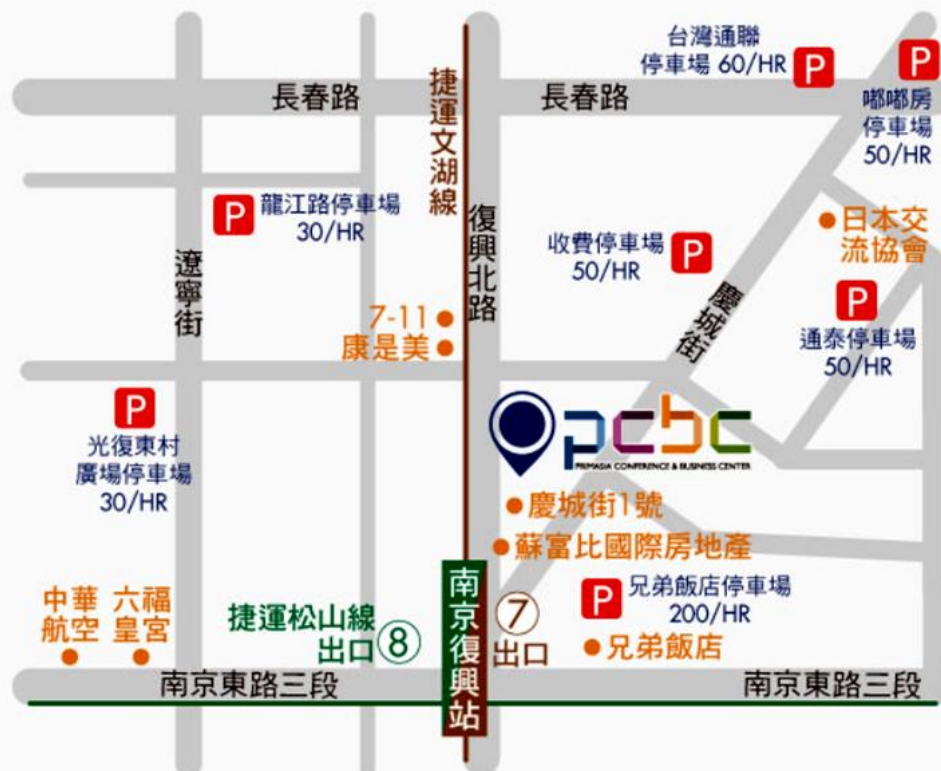 台灣通聯
停車場 60/HR
P
P
嘟嘟房
停車場
50/HR
長春路
長春路
捷運文湖線
P
龍江路停車場
30/HR
復興北路
收費停車場
50/HR
P
日本交
流協會
遼寧街
慶城街
P
通泰停車場
50/HR
7-11
康是美
P
光復東村
廣場停車場
30/HR
pcbc
PRIMASIA CONFERENCE & BUSINESS CENTER
慶城街1號
蘇富比國際房地產
P
兄弟飯店停車場
200/HR
兄弟飯店
中華
航空
六福
皇宮
捷運松山線
出口 8
南京復興站
7
出口
南京東路三段
南京東路三段